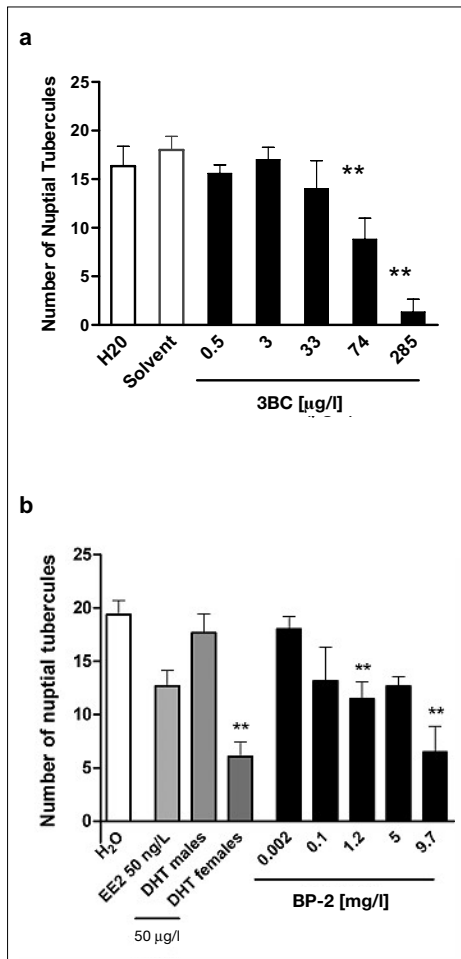 a
Number of Nuptial Tubercules
25
20
15
10
5
0
**
**
H20
Solvent
0.5
3
33
74
285
3BC [µg/l]
b
Number of nuptial tubercules
25
20
15
10
5
0
**
**
**
H₂O
EE2 50 ng/L
DHT males
DHT females
0.002
0.1
1.2
5
9.7
50 µg/l
BP-2 [mg/l]